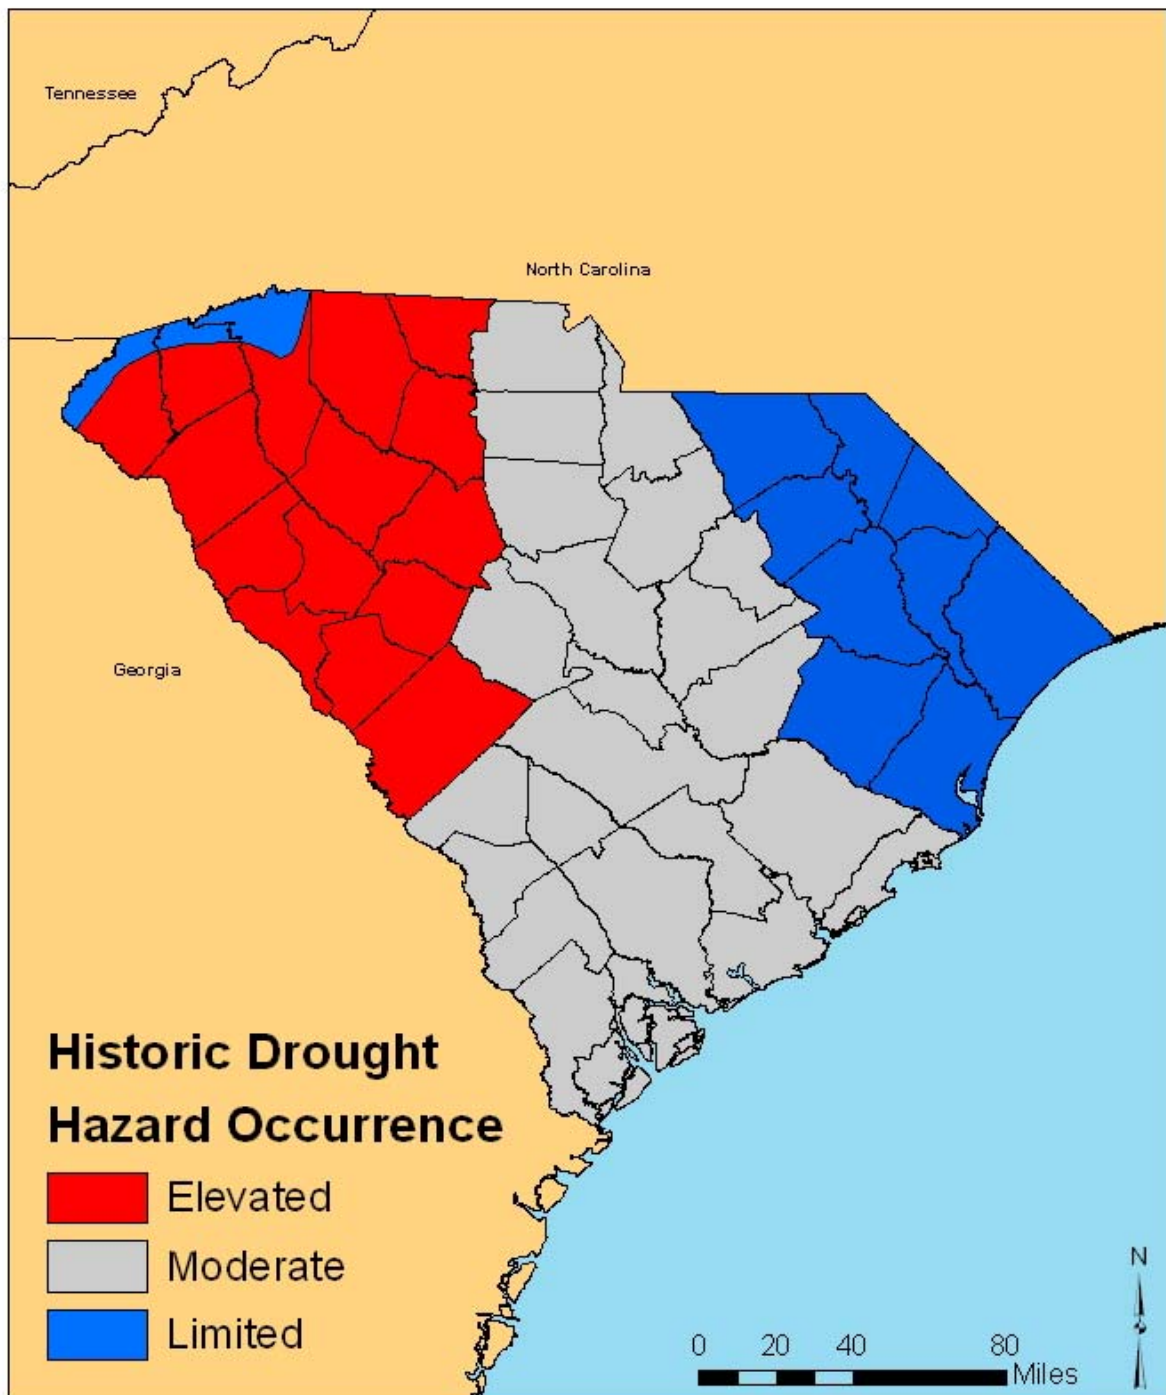 Tennessee
North Carolina
Georgia
Historic Drought
Hazard Occurrence
Elevated
Moderate
Limited
N
0 20 40 80
Miles